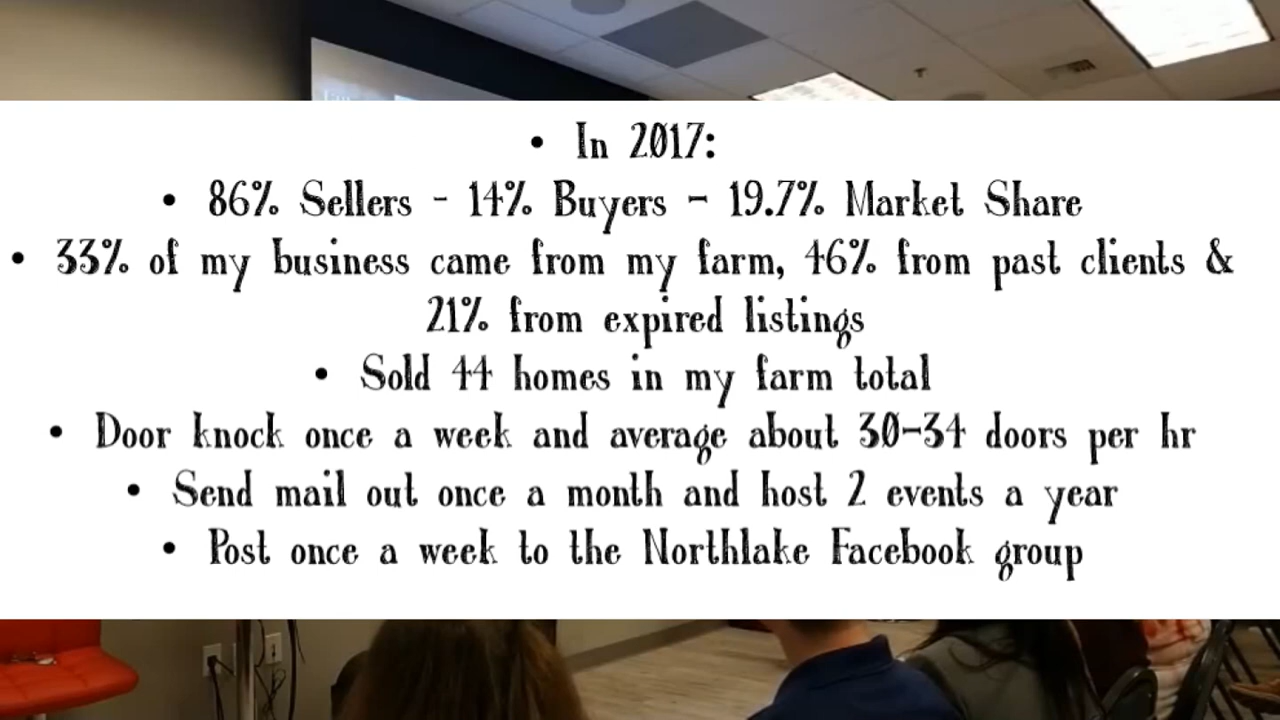 • In 2017:
• 86% Sellers - 14% Buyers - 19.7% Market Share
• 33% of my business came from my farm, 46% from past clients &
21% from expired listings
• Sold 44 homes in my farm total
• Door knock once a week and average about 30-34 doors per hr
• Send mail out once a month and host 2 events a year
• Post once a week to the Northlake Facebook group